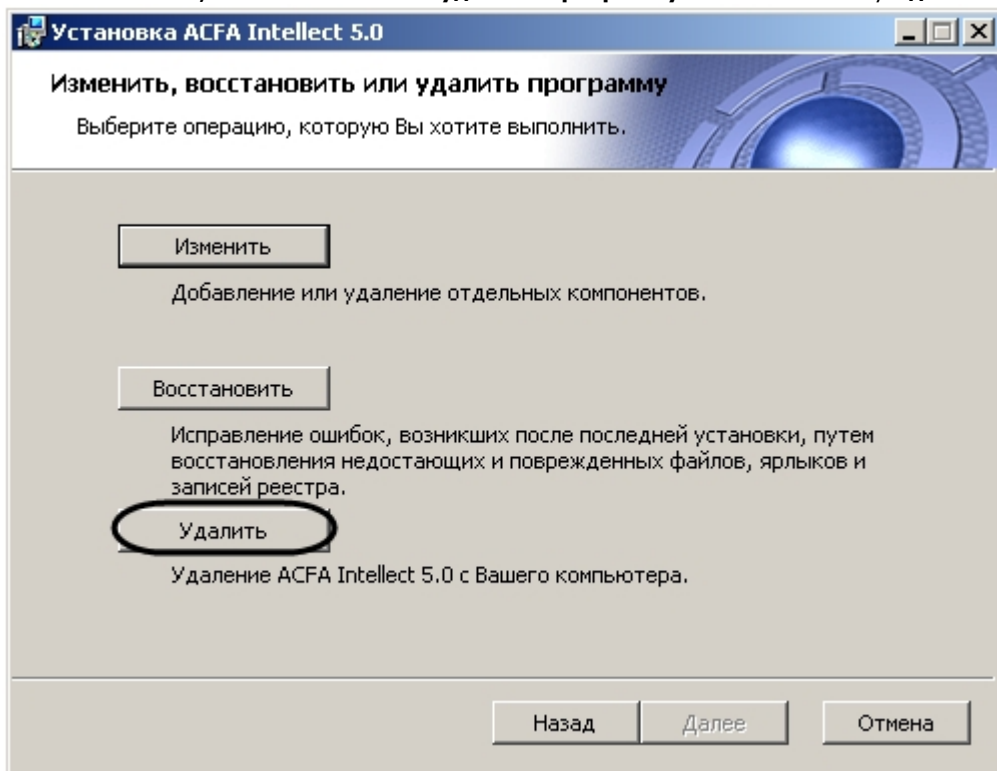 Установка ACFA Intellect 5.0
Изменить, восстановить или удалить программу
Выберите операцию, которую Вы хотите выполнить.
Изменить
Добавление или удаление отдельных компонентов.
Восстановить
Исправление ошибок, возникших после последней установки, путем
восстановления недостающих и поврежденных файлов, ярлыков и
записей реестра.
Удалить
Удаление ACFA Intellect 5.0 с Вашего компьютера.
Назад
Далее
Отмена